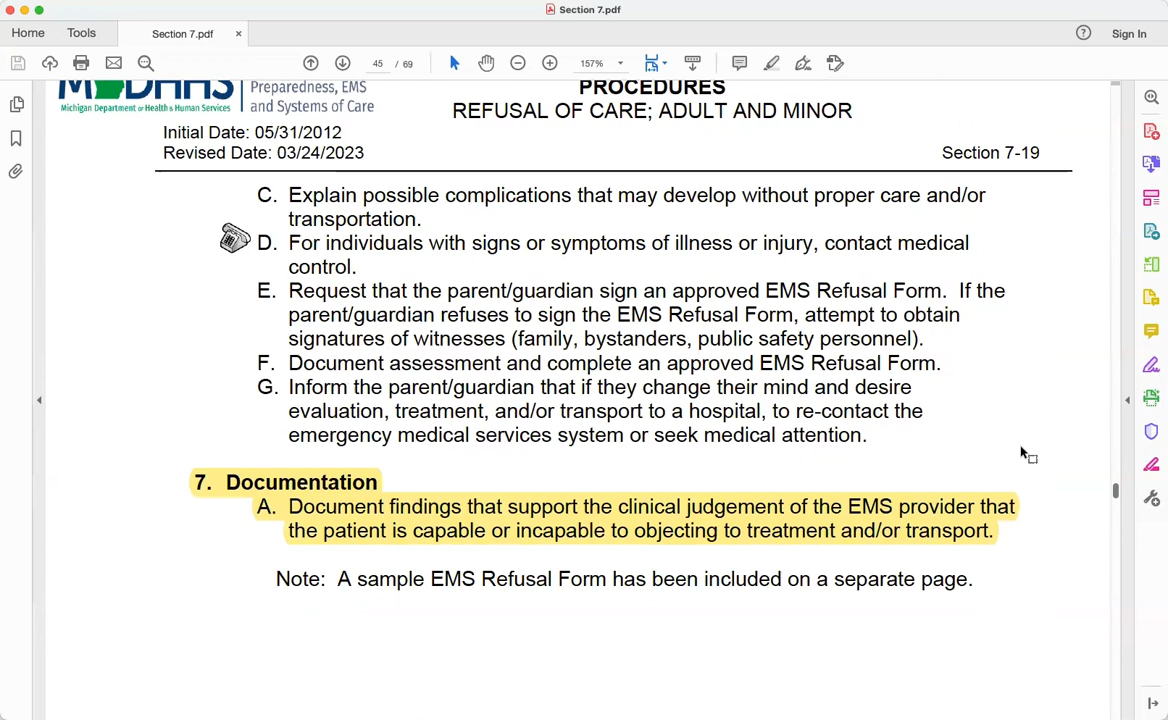 Section 7.pdf
Home Tools Section 7.pdf × Sign In
45 / 69 157%
MDHHS
Michigan Department of Health & Human Services
Preparedness, EMS
and Systems of Care
PROCEDURES
REFUSAL OF CARE; ADULT AND MINOR
Initial Date: 05/31/2012
Revised Date: 03/24/2023 Section 7-19
C. Explain possible complications that may develop without proper care and/or
transportation.
D. For individuals with signs or symptoms of illness or injury, contact medical
control.
E. Request that the parent/guardian sign an approved EMS Refusal Form. If the
parent/guardian refuses to sign the EMS Refusal Form, attempt to obtain
signatures of witnesses (family, bystanders, public safety personnel).
F. Document assessment and complete an approved EMS Refusal Form.
G. Inform the parent/guardian that if they change their mind and desire
evaluation, treatment, and/or transport to a hospital, to re-contact the
emergency medical services system or seek medical attention.
7. Documentation
A. Document findings that support the clinical judgement of the EMS provider that
the patient is capable or incapable to objecting to treatment and/or transport.
Note: A sample EMS Refusal Form has been included on a separate page.